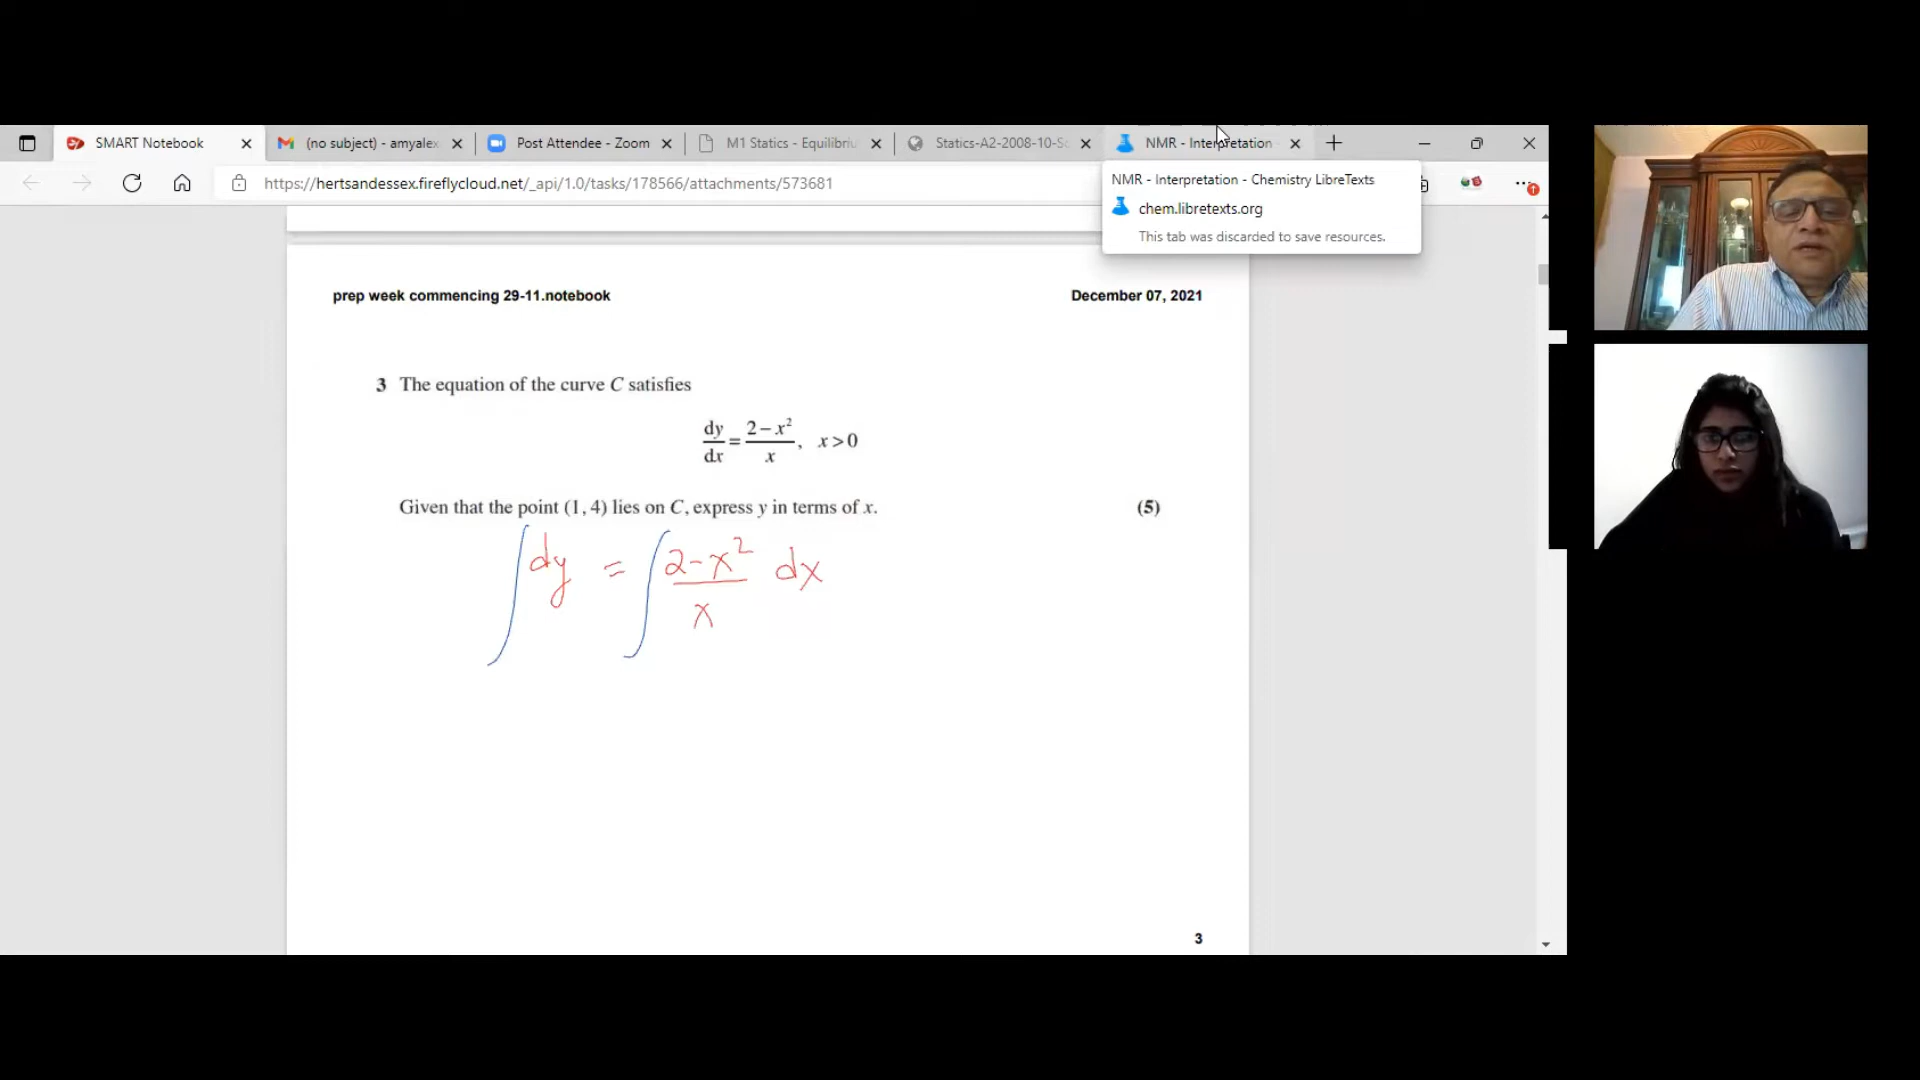 SMART Notebook
(no subject) - amyalex
Post Attendee - Zoom
M1 Statics - Equilibriu
Statics-A2-2008-10-So
NMR - Interpretation
https://hertsandessex.fireflycloud.net/_api/1.0/tasks/178566/attachments/573681
NMR - Interpretation - Chemistry LibreTexts
chem.libretexts.org
This tab was discarded to save resources.
prep week commencing 29-11.notebook
December 07, 2021
3 The equation of the curve C satisfies
dy/dx = (2 − x²)/x, x > 0
Given that the point (1, 4) lies on C, express y in terms of x.
(5)
∫ dy = ∫ (2-x²)/x dx
3